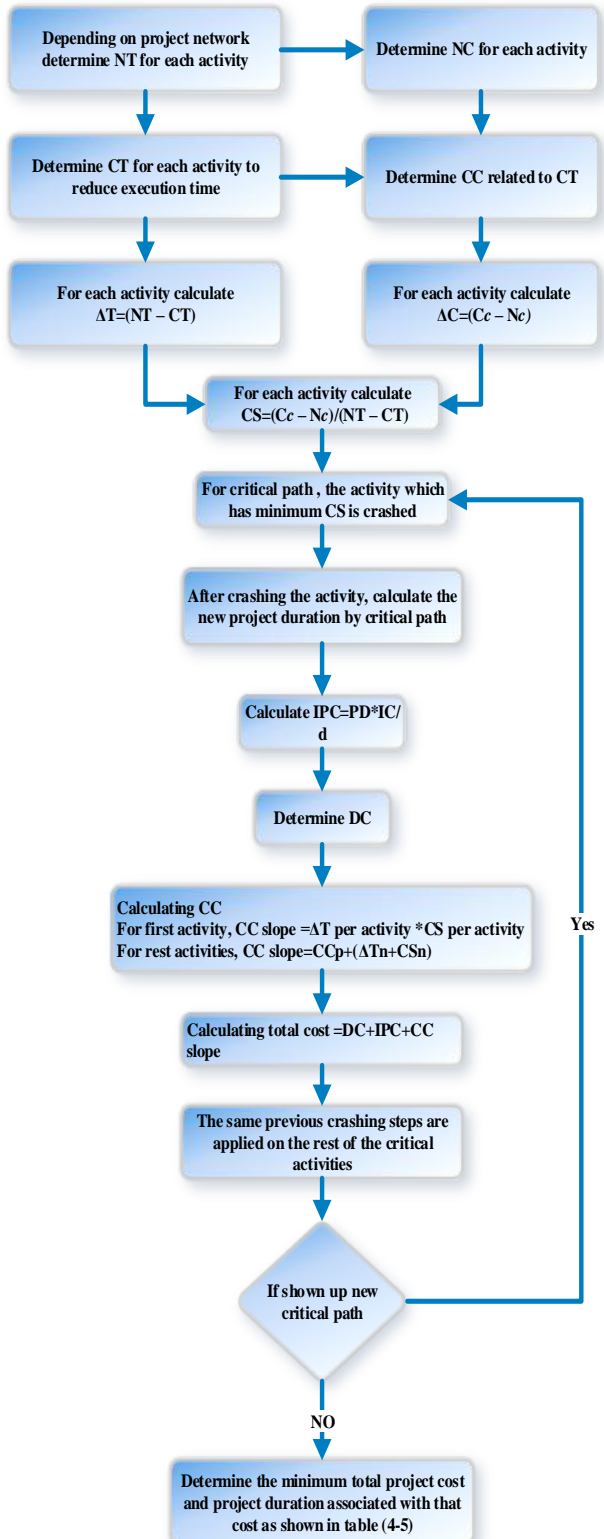 Depending on project network
determine NT for each activity
Determine NC for each activity
Determine CT for each activity to
reduce execution time
Determine CC related to CT
For each activity calculate
ΔT=(NT – CT)
For each activity calculate
ΔC=(Cc – Nc)
For each activity calculate
CS=(Cc – Nc)/(NT – CT)
For critical path , the activity which
has minimum CS is crashed
After crashing the activity, calculate the
new project duration by critical path
Calculate IPC=PD*IC/
d
Determine DC
Calculating CC
For first activity, CC slope =ΔT per activity *CS per activity
For rest activities, CC slope=CCp+(ΔTn+CSn)
Yes
Calculating total cost =DC+IPC+CC
slope
The same previous crashing steps are
applied on the rest of the critical
activities
If shown up new
critical path
NO
Determine the minimum total project cost
and project duration associated with that
cost as shown in table (4-5)